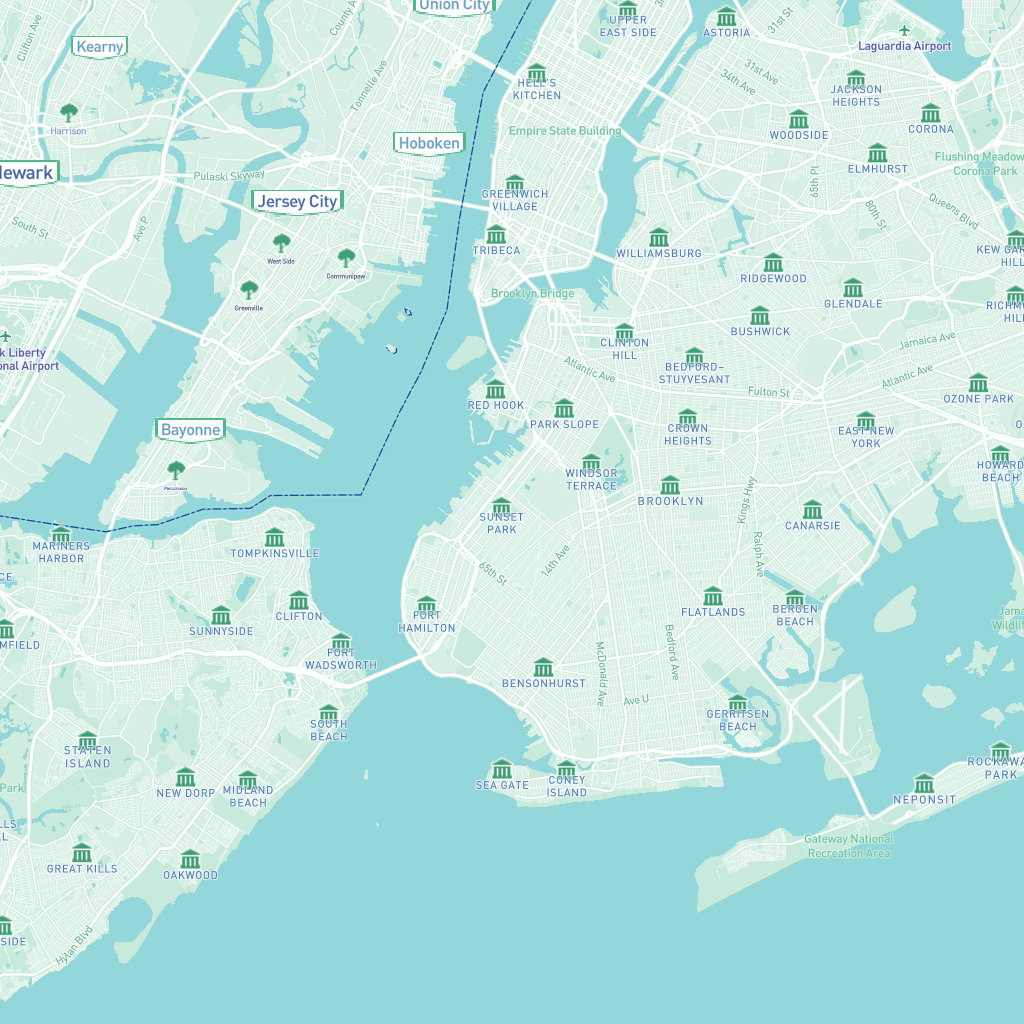 Union City
County A
Clifton Ave
Kearny
UPPER
EAST SIDE
ASTORIA
31st St
Laguardia Airport
31st Ave
34th Ave
JACKSON
HEIGHTS
HELL'S
KITCHEN
Tonnelle Ave
Harrison
Hoboken
Empire State Building
WOODSIDE
CORONA
ELMHURST
Flushing Meadow
Corona Park
Newark
Pulaski Skyway
Jersey City
GREENWICH
VILLAGE
65th Pl
80th St
Queens Blvd
South St
Ave P
TRIBECA
WILLIAMSBURG
KEW GAR
HILL
West Side
Communipaw
RIDGEWOOD
Greenville
Brooklyn Bridge
GLENDALE
RICHM
HIL
BUSHWICK
k Liberty
onal Airport
CLINTON
HILL
Jamaica Ave
BEDFORD-
STUYVESANT
Atlantic Ave
Atlantic Ave
Fulton St
RED HOOK
OZONE PARK
PARK SLOPE
CROWN
HEIGHTS
EAST NEW
YORK
Bayonne
WINDSOR
TERRACE
HOWARD
BEACH
BROOKLYN
Kings Hwy
SUNSET
PARK
CANARSIE
MARINERS
HARBOR
TOMPKINSVILLE
Ralph Ave
14th Ave
65th St
CE
FORT
HAMILTON
CLIFTON
SUNNYSIDE
FLATLANDS
BERGEN
BEACH
Jama
Wildlif
MFIELD
FORT
WADSWORTH
McDonald Ave
Bedford Ave
BENSONHURST
Ave U
SOUTH
BEACH
GERRITSEN
BEACH
STATEN
ISLAND
ROCKAWA
PARK
NEW DORP
MIDLAND
BEACH
SEA GATE
CONEY
ISLAND
NEPONSIT
Park
LLS
L
Gateway National
Recreation Area
GREAT KILLS
OAKWOOD
SIDE
Hylan Blvd